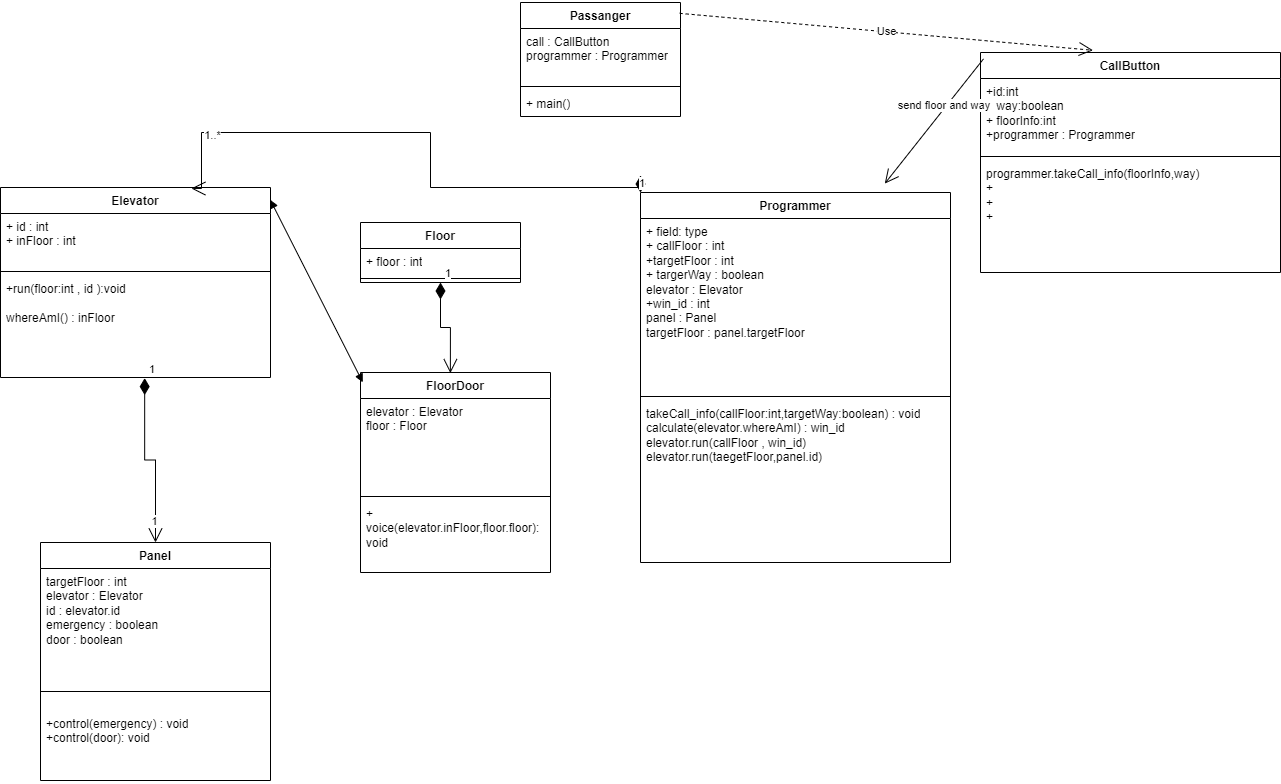 Passanger
call : CallButton
programmer : Programmer
+ main()
Use
CallButton
+id:int
way:boolean
+ floorInfo:int
+programmer : Programmer
programmer.takeCall_info(floorInfo,way)
+
+
+
send floor and way
1..*
1
Elevator
+ id : int
+ inFloor : int
+run(floor:int , id ):void
whereAmI() : inFloor
1
Floor
+ floor : int
1
Programmer
+ field: type
+ callFloor : int
+targetFloor : int
+ targerWay : boolean
elevator : Elevator
+win_id : int
panel : Panel
targetFloor : panel.targetFloor
takeCall_info(callFloor:int,targetWay:boolean) : void
calculate(elevator.whereAmI) : win_id
elevator.run(callFloor , win_id)
elevator.run(taegetFloor,panel.id)
FloorDoor
elevator : Elevator
floor : Floor
+
voice(elevator.inFloor,floor.floor):
void
1
Panel
targetFloor : int
elevator : Elevator
id : elevator.id
emergency : boolean
door : boolean
+control(emergency) : void
+control(door): void